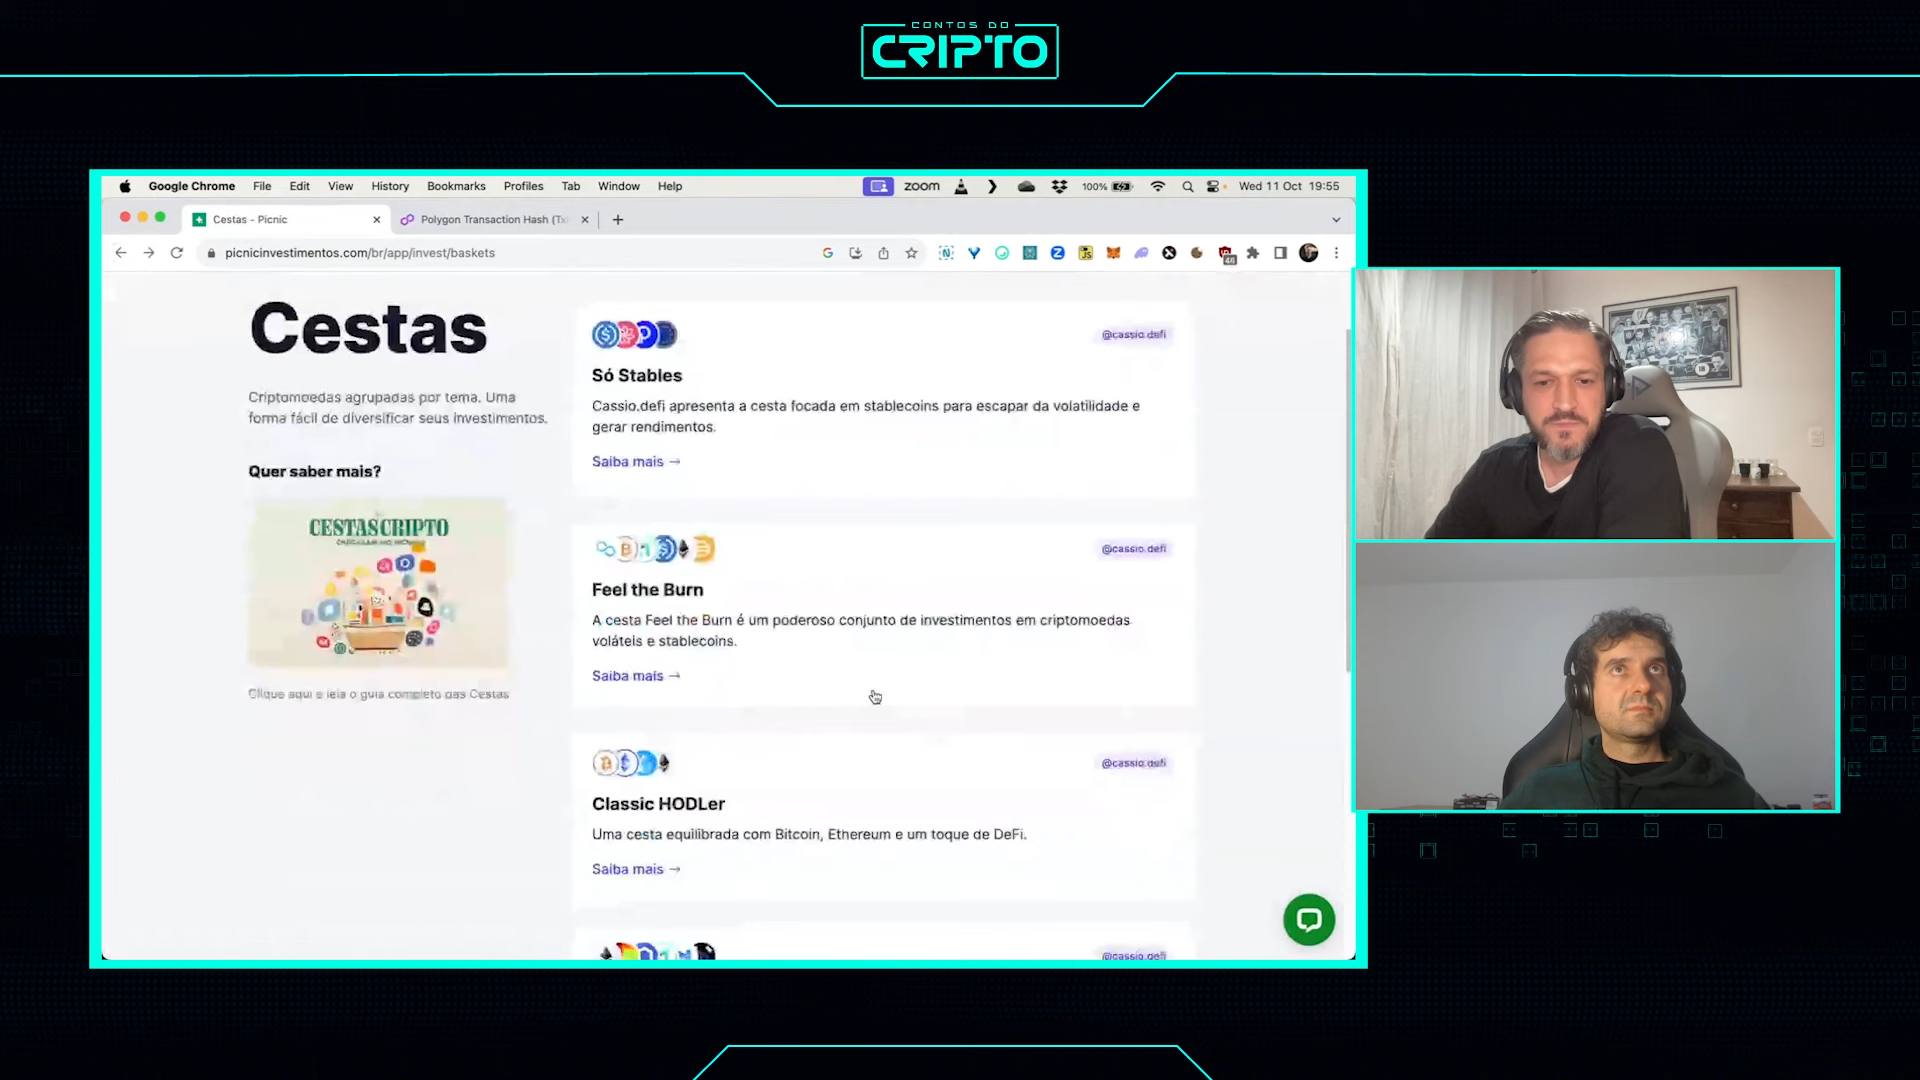 CONTOS DO
CRIPTO
Google Chrome File Edit View History Bookmarks Profiles Tab Window Help zoom 100% Wed 11 Oct 19:55
Cestas - Picnic
Polygon Transaction Hash (Tx
picnicinvestimentos.com/br/app/invest/baskets
Cestas
Criptomoedas agrupadas por tema. Uma
forma fácil de diversificar seus investimentos.
Quer saber mais?
CESTAS CRIPTO
Clique aqui e leia o guia completo das Cestas
@cassio.defi
Só Stables
Cassio.defi apresenta a cesta focada em stablecoins para escapar da volatilidade e
gerar rendimentos.
Saiba mais →
@cassio.defi
Feel the Burn
A cesta Feel the Burn é um poderoso conjunto de investimentos em criptomoedas
voláteis e stablecoins.
Saiba mais →
@cassio.defi
Classic HODLer
Uma cesta equilibrada com Bitcoin, Ethereum e um toque de DeFi.
Saiba mais →
@cassio.defi